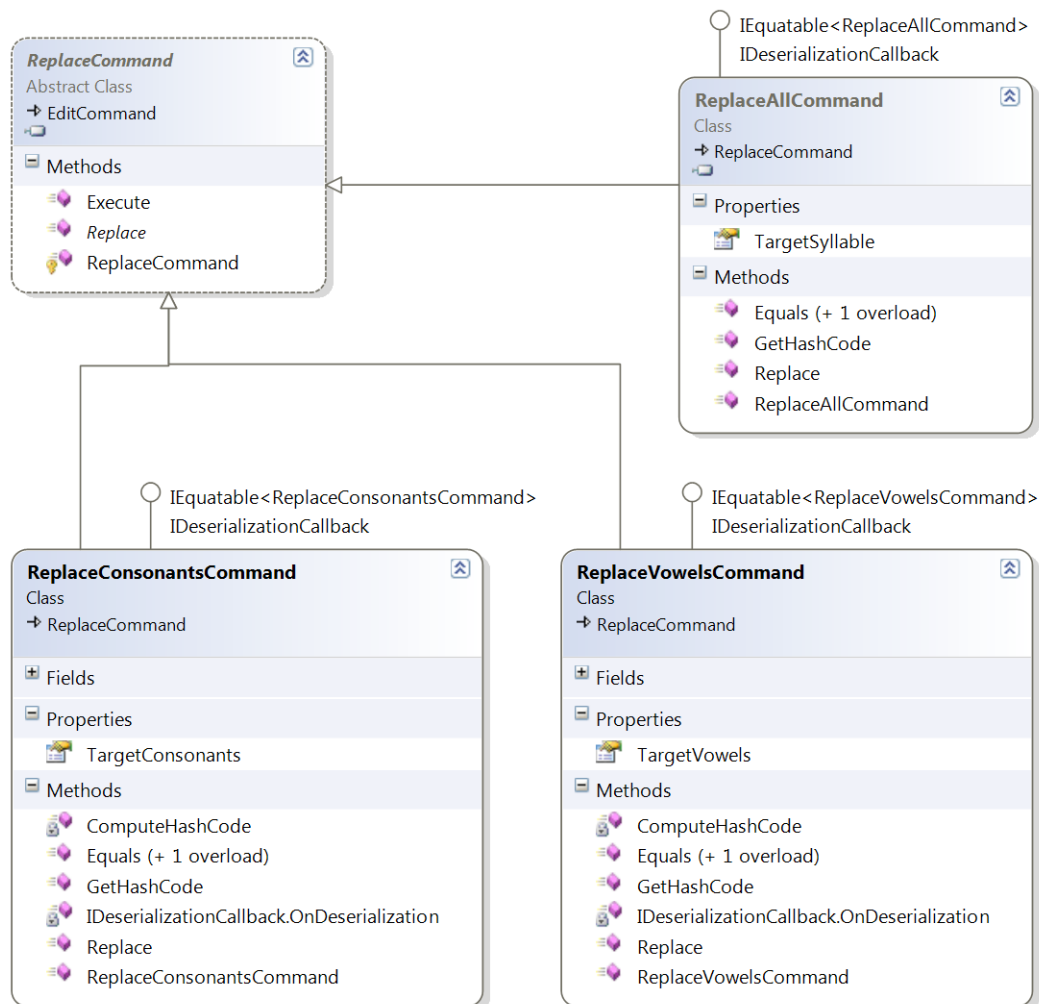 ReplaceCommand
Abstract Class
EditCommand
Methods
Execute
Replace
ReplaceCommand
IEquatable<ReplaceAllCommand>
IDeserializationCallback
ReplaceAllCommand
Class
ReplaceCommand
Properties
TargetSyllable
Methods
Equals (+ 1 overload)
GetHashCode
Replace
ReplaceAllCommand
IEquatable<ReplaceConsonantsCommand>
IDeserializationCallback
ReplaceConsonantsCommand
Class
ReplaceCommand
Fields
Properties
TargetConsonants
Methods
ComputeHashCode
Equals (+ 1 overload)
GetHashCode
IDeserializationCallback.OnDeserialization
Replace
ReplaceConsonantsCommand
IEquatable<ReplaceVowelsCommand>
IDeserializationCallback
ReplaceVowelsCommand
Class
ReplaceCommand
Fields
Properties
TargetVowels
Methods
ComputeHashCode
Equals (+ 1 overload)
GetHashCode
IDeserializationCallback.OnDeserialization
Replace
ReplaceVowelsCommand